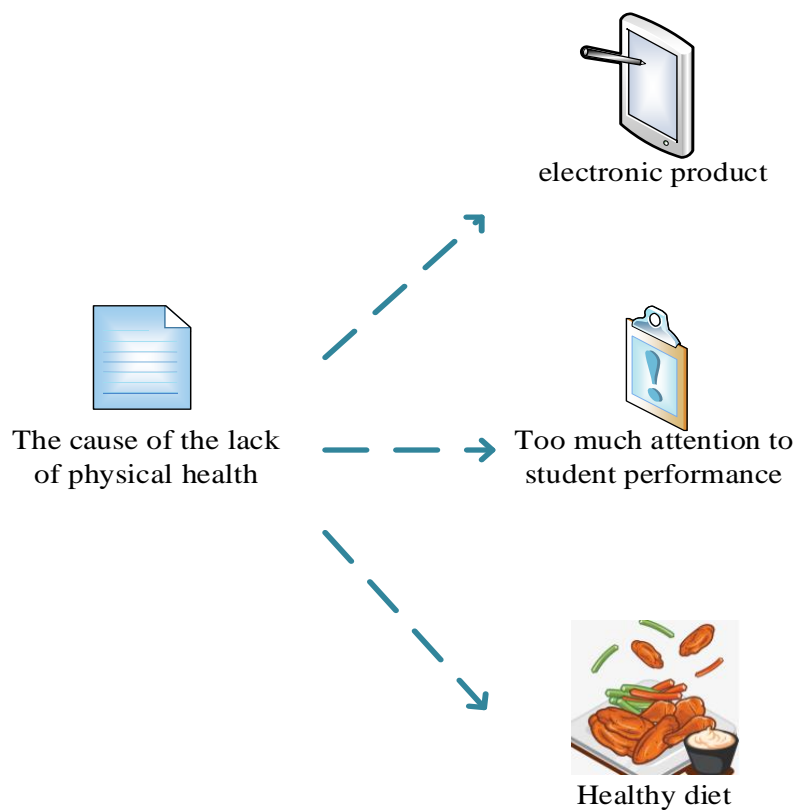 electronic product
The cause of the lack
of physical health
Too much attention to
student performance
Healthy diet